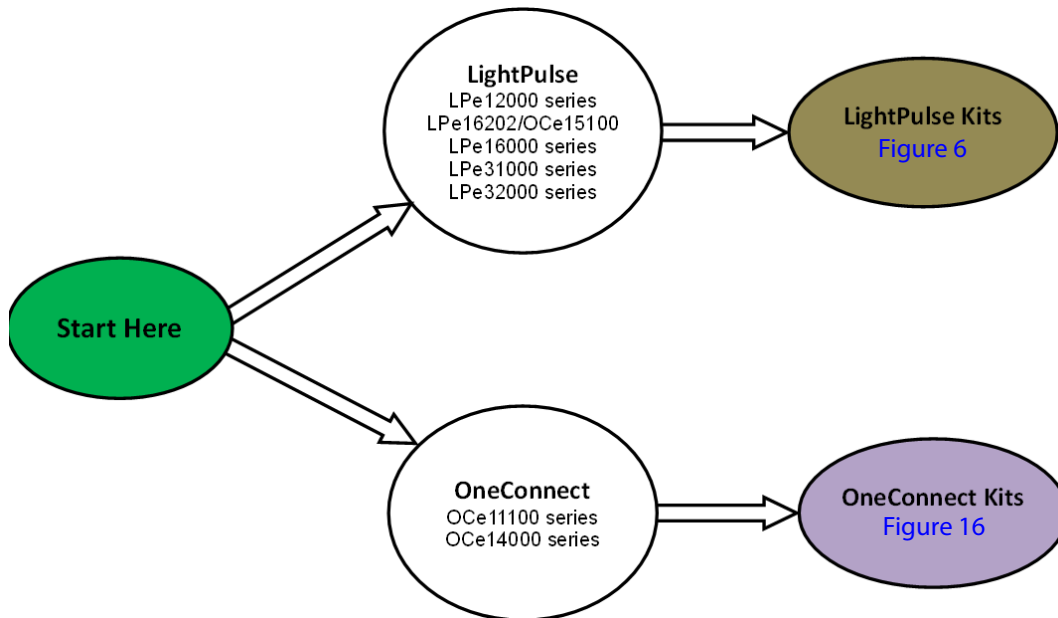 Start Here
LightPulse
LPe12000 series
LPe16202/OCe15100
LPe16000 series
LPe31000 series
LPe32000 series
LightPulse Kits
Figure 6
OneConnect
OCe11100 series
OCe14000 series
OneConnect Kits
Figure 16